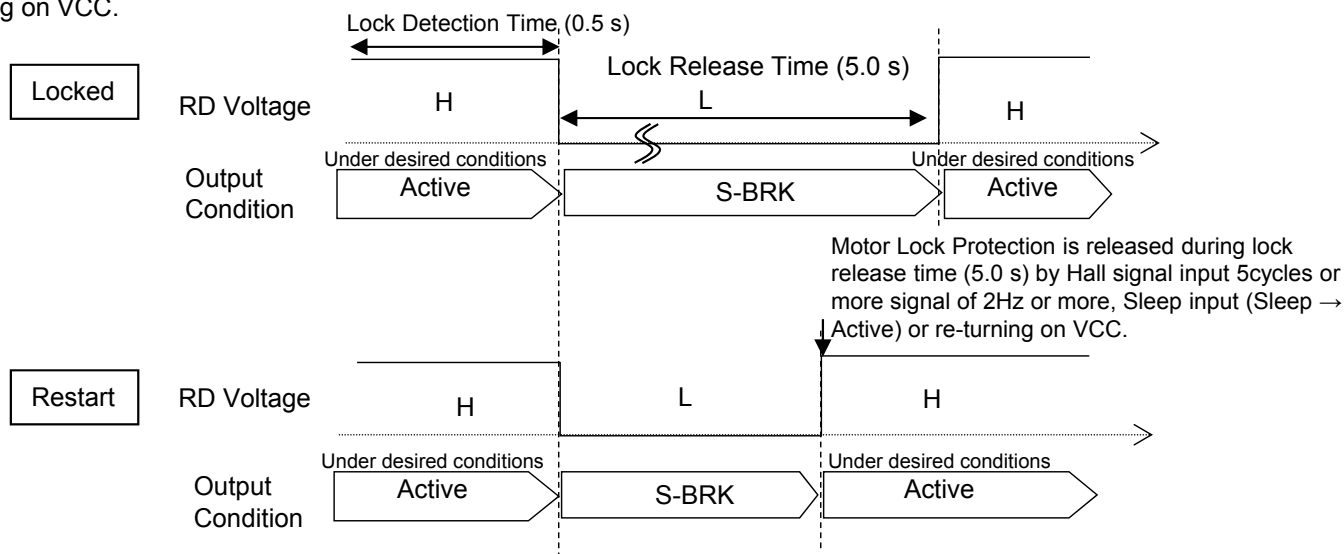 g on VCC.
Lock Detection Time (0.5 s)
Lock Release Time (5.0 s)
Locked
RD Voltage
H
L
H
Under desired conditions
Under desired conditions
Output
Condition
Active
S-BRK
Active
Motor Lock Protection is released during lock
release time (5.0 s) by Hall signal input 5cycles or
more signal of 2Hz or more, Sleep input (Sleep →
Active) or re-turning on VCC.
Restart
RD Voltage
H
L
H
Under desired conditions
Under desired conditions
Output
Condition
Active
S-BRK
Active